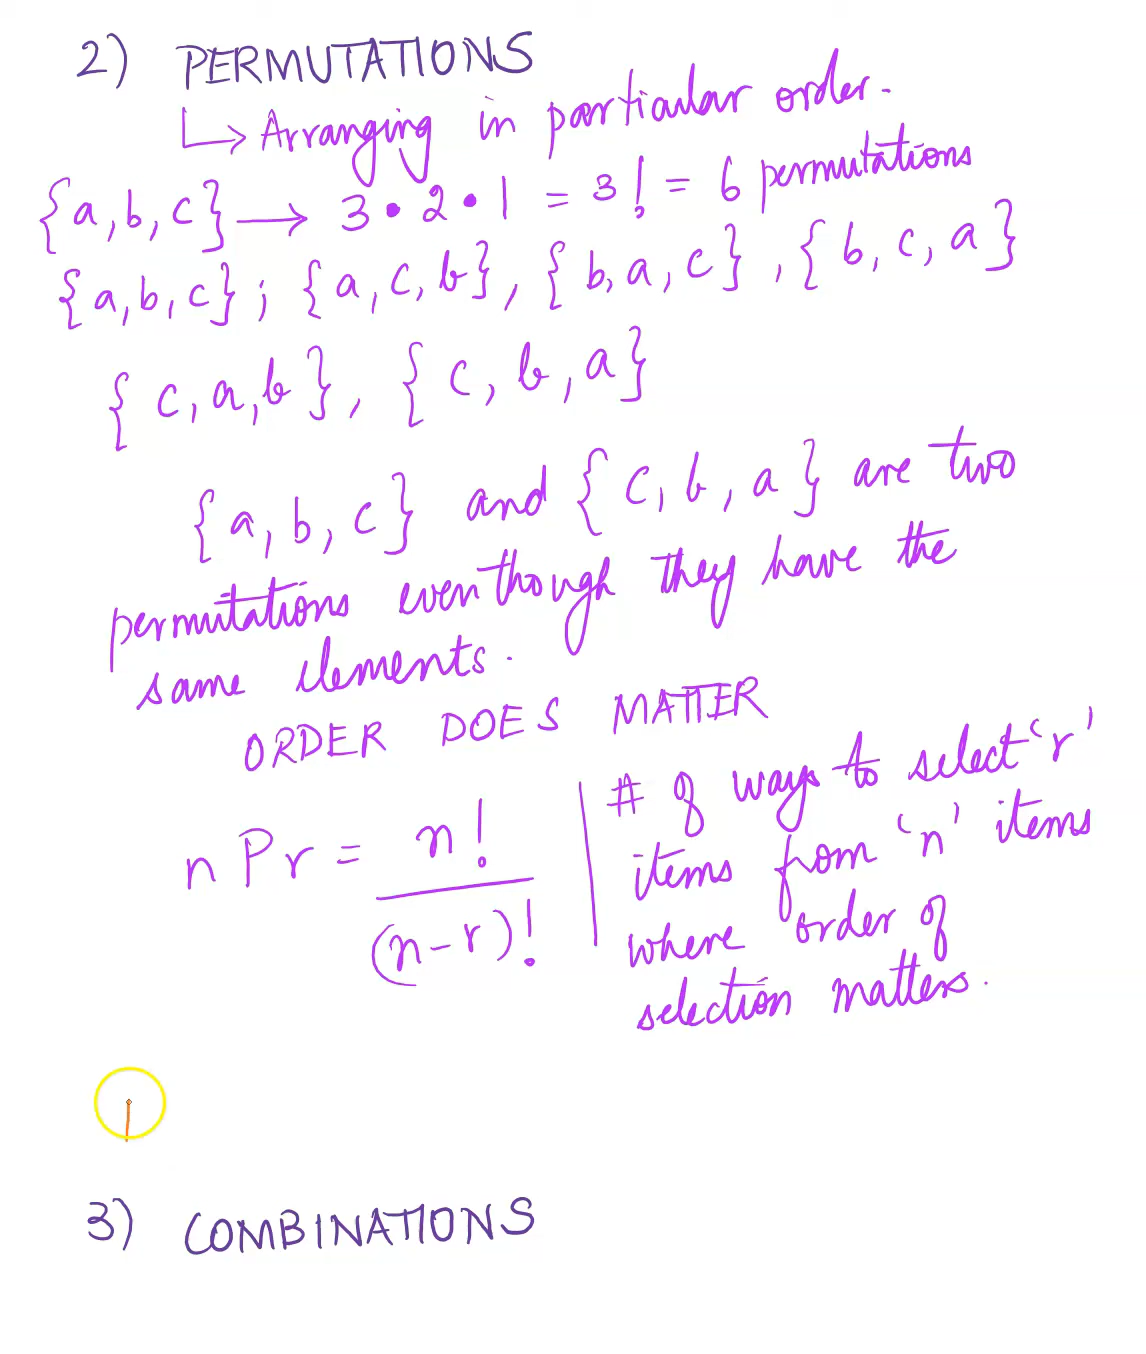 2) PERMUTATIONS
↳ Arranging in particular order.
{a,b,c} → 3•2•1 = 3! = 6 permutations
{a,b,c}; {a,c,b}, {b,a,c}, {b,c,a}
{c,a,b}, {c,b,a}
{a,b,c} and {c,b,a} are two
permutations even though they have the
same elements.
ORDER DOES MATTER
nPr = n! / (n-r)!
# of ways to select 'r'
items from 'n' items
where order of
selection matters.
3) COMBINATIONS